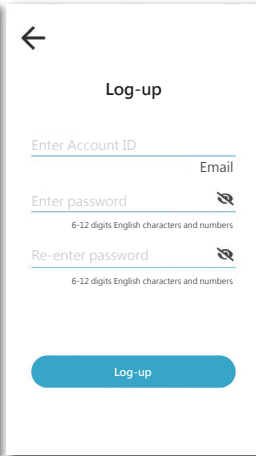 Log-up
Enter Account ID
Email
Enter password
6-12 digits English characters and numbers
Re-enter password
6-12 digits English characters and numbers
Log-up